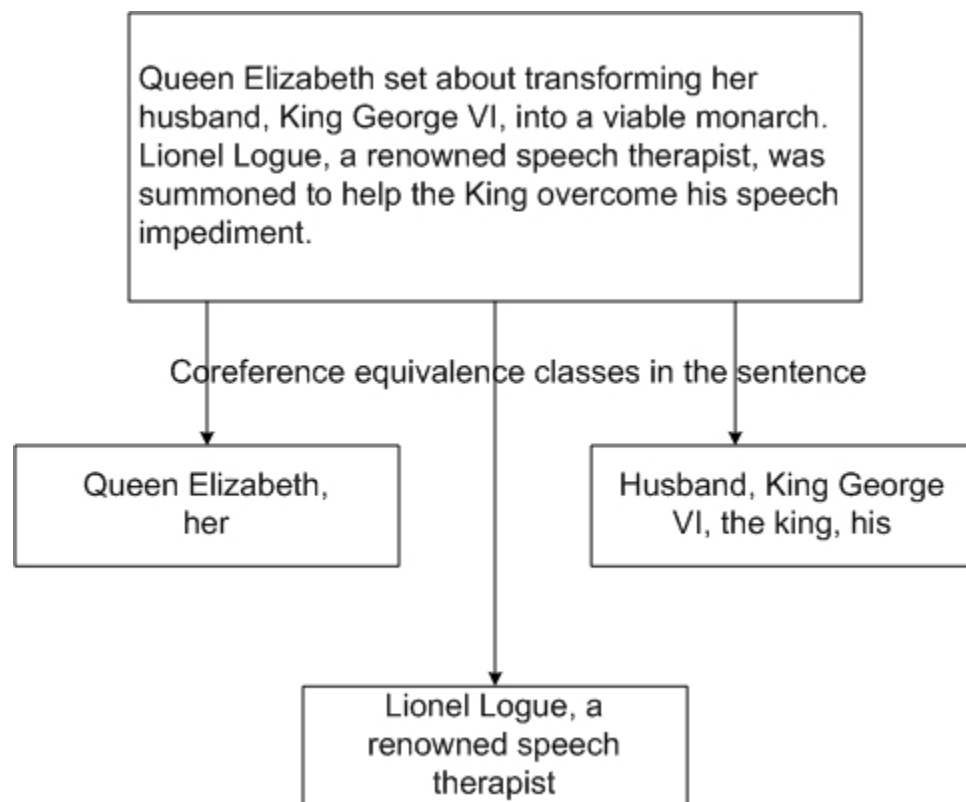 Queen Elizabeth set about transforming her
husband, King George VI, into a viable monarch.
Lionel Logue, a renowned speech therapist, was
summoned to help the King overcome his speech
impediment.
Coreference equivalence classes in the sentence
Queen Elizabeth,
her
Husband, King George
VI, the king, his
Lionel Logue, a
renowned speech
therapist